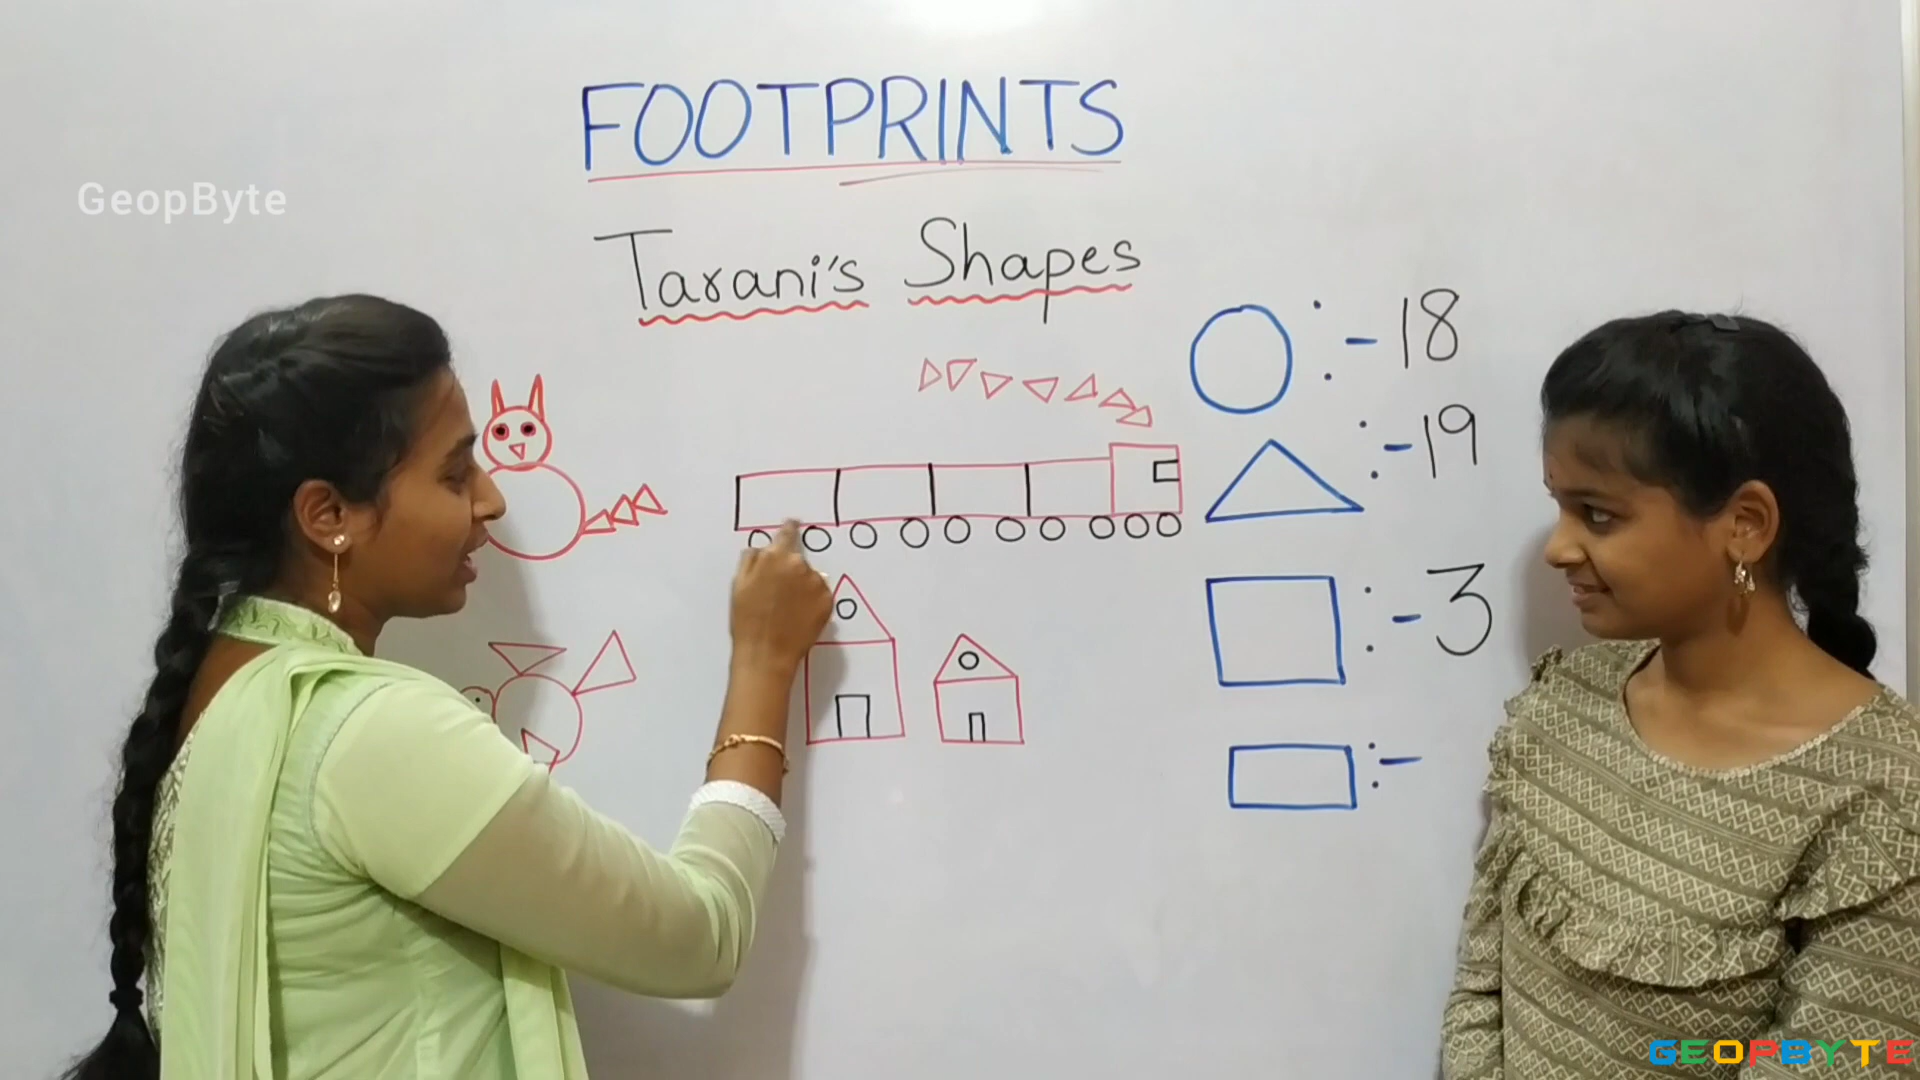 FOOTPRINTS
GeopByte
Tarani's Shapes
:-18
:-19
:-3
:-
GEOPBYTE